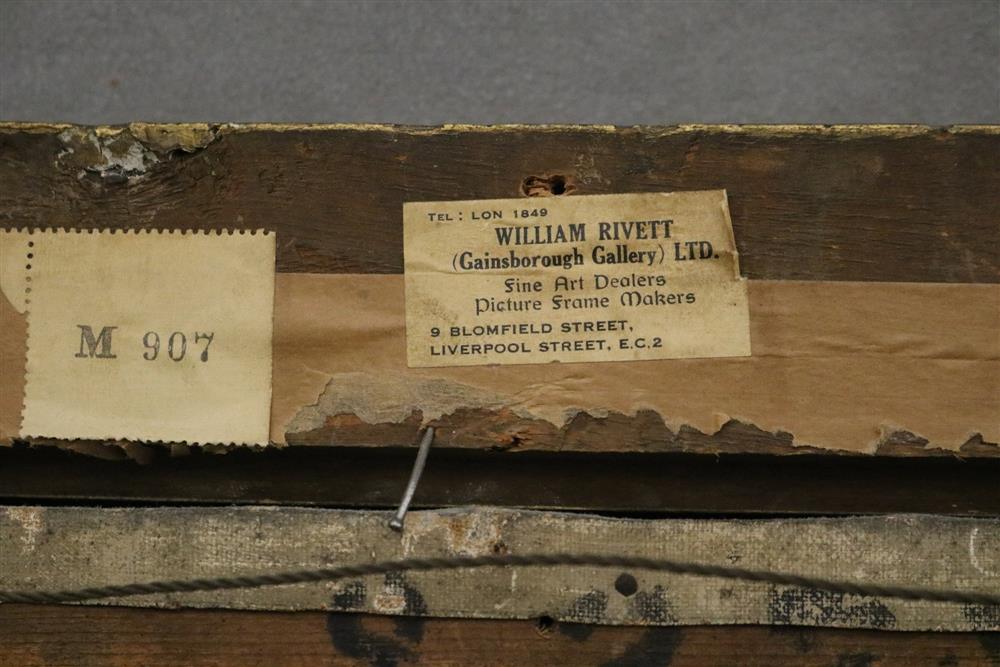 M 907
TEL : LON 1849
WILLIAM RIVETT
(Gainsborough Gallery) LTD.
Fine Art Dealers
Picture Frame Makers
9 BLOMFIELD STREET,
LIVERPOOL STREET, E.C.2